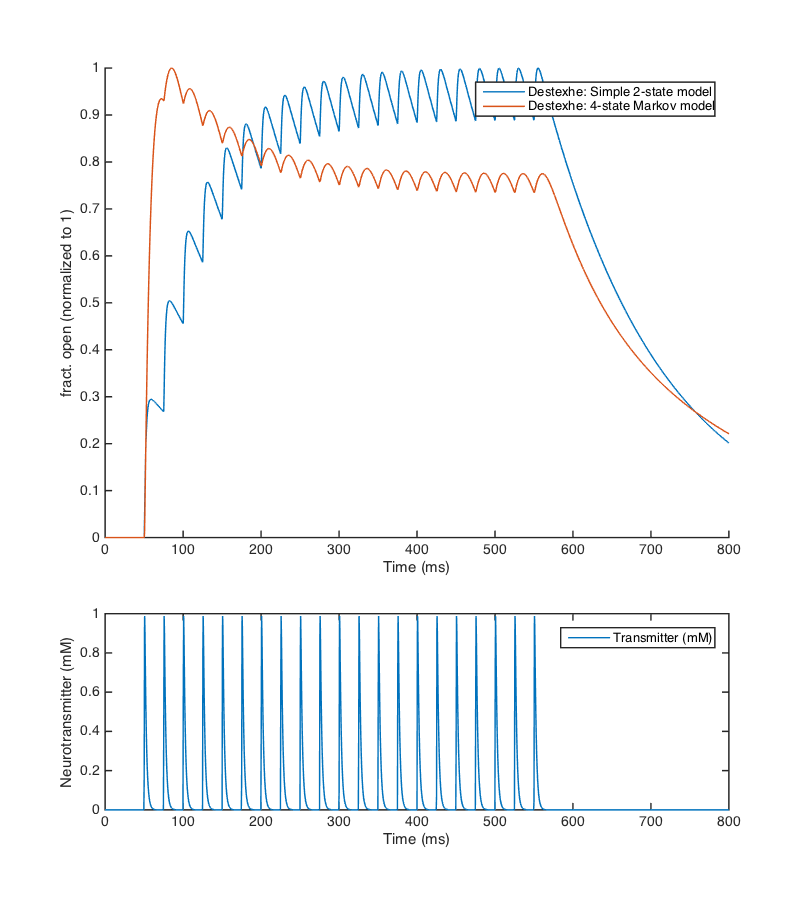 1
0.9
0.8
0.7
0.6
0.5
0.4
0.3
0.2
0.1
0
fract. open (normalized to 1)
Destexhe: Simple 2-state model
Destexhe: 4-state Markov model
0 100 200 300 400 500 600 700 800
Time (ms)
1
0.8
0.6
0.4
0.2
0
Neurotransmitter (mM)
Transmitter (mM)
0 100 200 300 400 500 600 700 800
Time (ms)